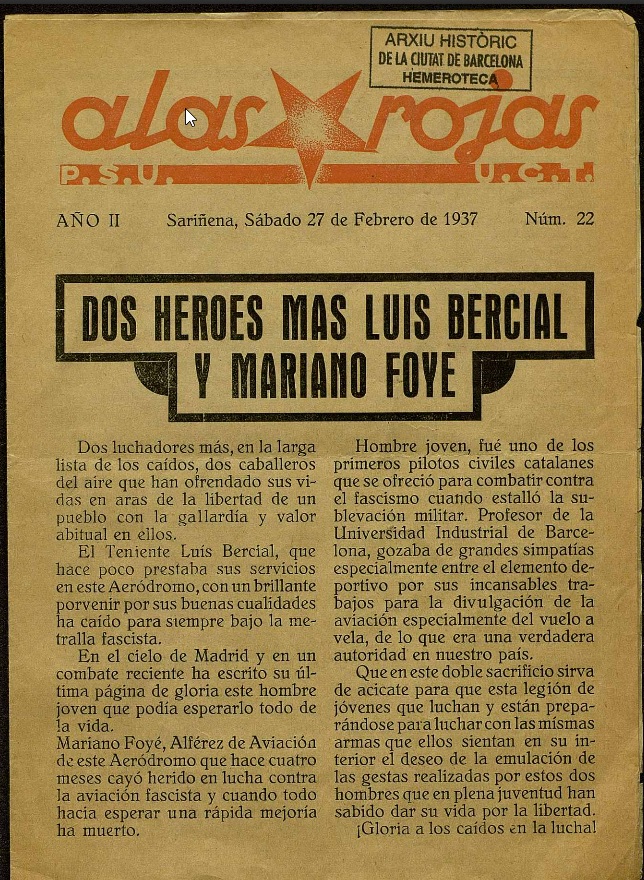 ARXIU HISTÒRIC
DE LA CIUTAT DE BARCELONA
HEMEROTECA
alas rojas
P.S.U. U.G.T.
AÑO II Sariñena, Sábado 27 de Febrero de 1937 Núm. 22
DOS HEROES MAS LUIS BERCIAL
Y MARIANO FOYE
Dos luchadores más, en la larga
lista de los caídos, dos caballeros
del aire que han ofrendado sus vi-
das en aras de la libertad de un
pueblo con la gallardía y valor
abitual en ellos.
El Teniente Luís Bercial, que
hace poco prestaba sus servicios
en este Aeródromo, con un brillante
porvenir por sus buenas cualidades
ha caído para siempre bajo la me-
tralla fascista.
En el cielo de Madrid y en un
combate reciente ha escrito su úl-
tima página de gloria este hombre
joven que podía esperarlo todo de
la vida.
Mariano Foyé, Alférez de Aviación
de este Aeródromo que hace cuatro
meses cayó herido en lucha contra
la aviación fascista y cuando todo
hacía esperar una rápida mejoría
ha muerto.
Hombre joven, fué uno de los
primeros pilotos civiles catalanes
que se ofreció para combatir contra
el fascismo cuando estalló la su-
blevación militar. Profesor de la
Universidad Industrial de Barce-
lona, gozaba de grandes simpatías
especialmente entre el elemento de-
portivo por sus incansables tra-
bajos para la divulgación de la
aviación especialmente del vuelo a
vela, de lo que era una verdadera
autoridad en nuestro país.
Que en este doble sacrificio sirva
de acicate para que esta legión de
jóvenes que luchan y están prepa-
rándose para luchar con las mismas
armas que ellos sientan en su in-
terior el deseo de la emulación de
las gestas realizadas por estos dos
hombres que en plena juventud han
sabido dar su vida por la libertad.
¡Gloria a los caídos en la lucha!